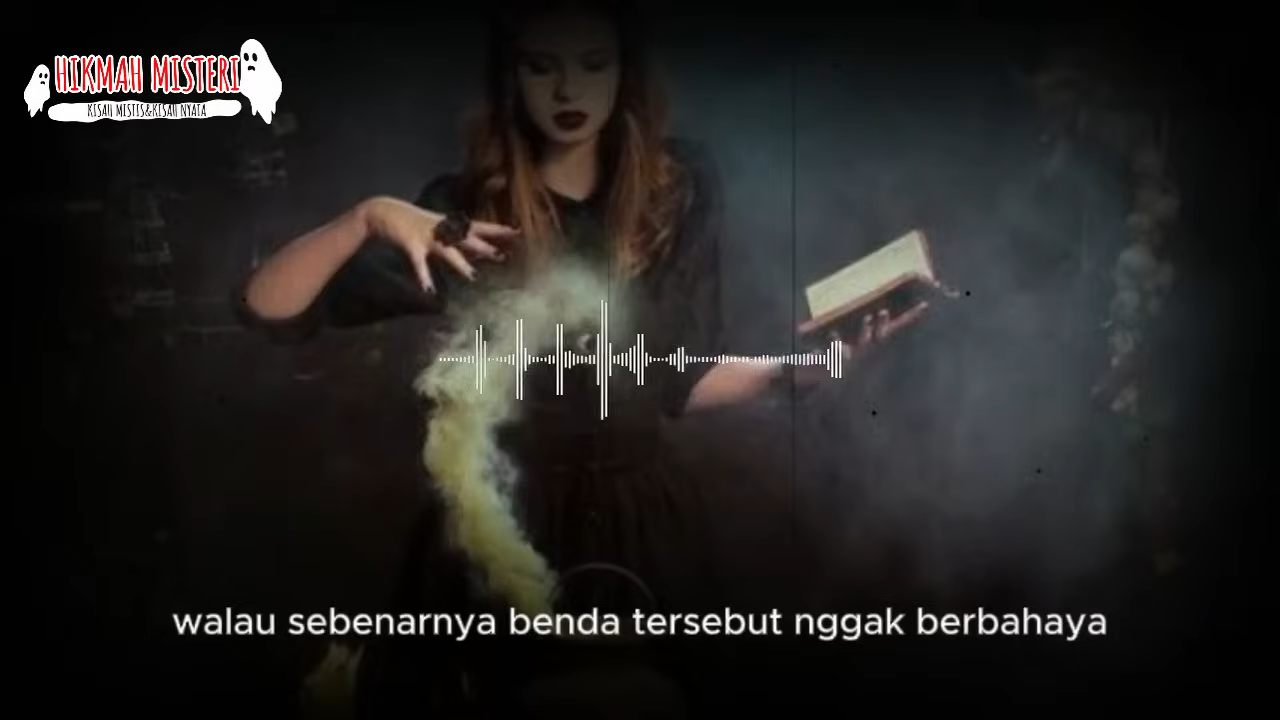 HIKMAH MISTERI
KISAH MISTIS&KISAH NYATA
walau sebenarnya benda tersebut nggak berbahaya